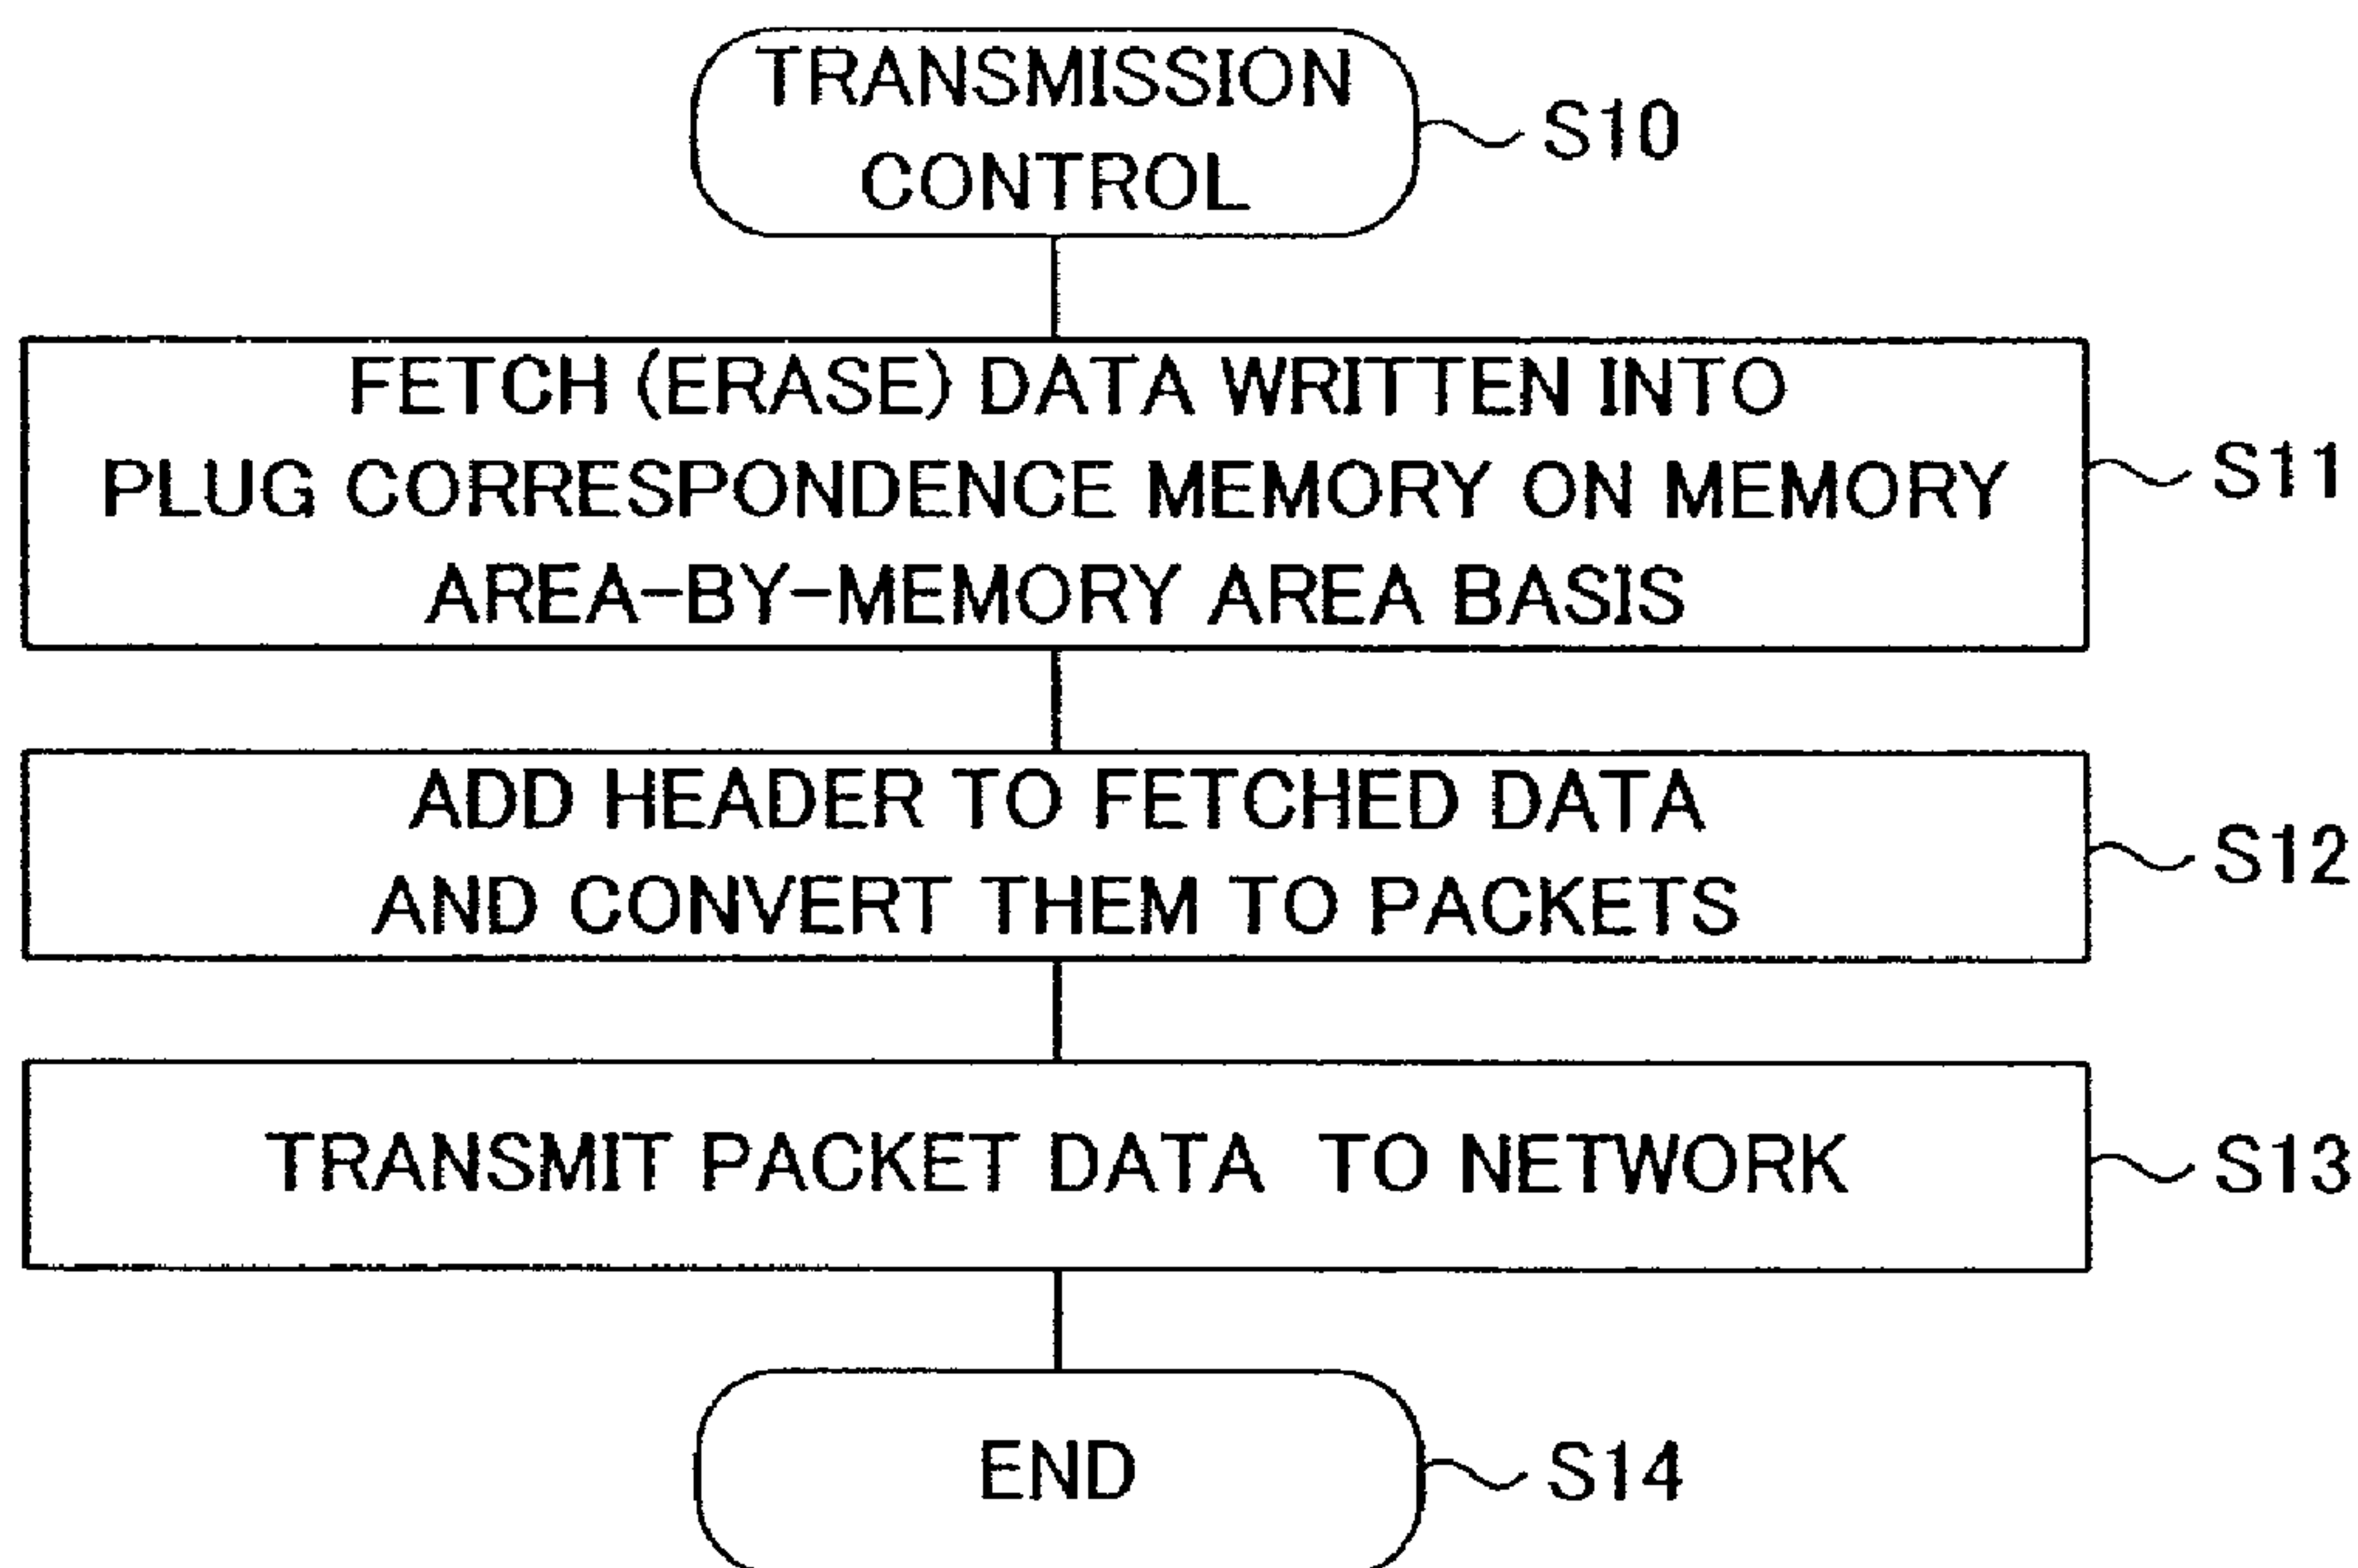 TRANSMISSION
CONTROL
S10
FETCH (ERASE) DATA WRITTEN INTO
PLUG CORRESPONDENCE MEMORY ON MEMORY
AREA-BY-MEMORY AREA BASIS
S11
ADD HEADER TO FETCHED DATA
AND CONVERT THEM TO PACKETS
S12
TRANSMIT PACKET DATA TO NETWORK
S13
END
S14